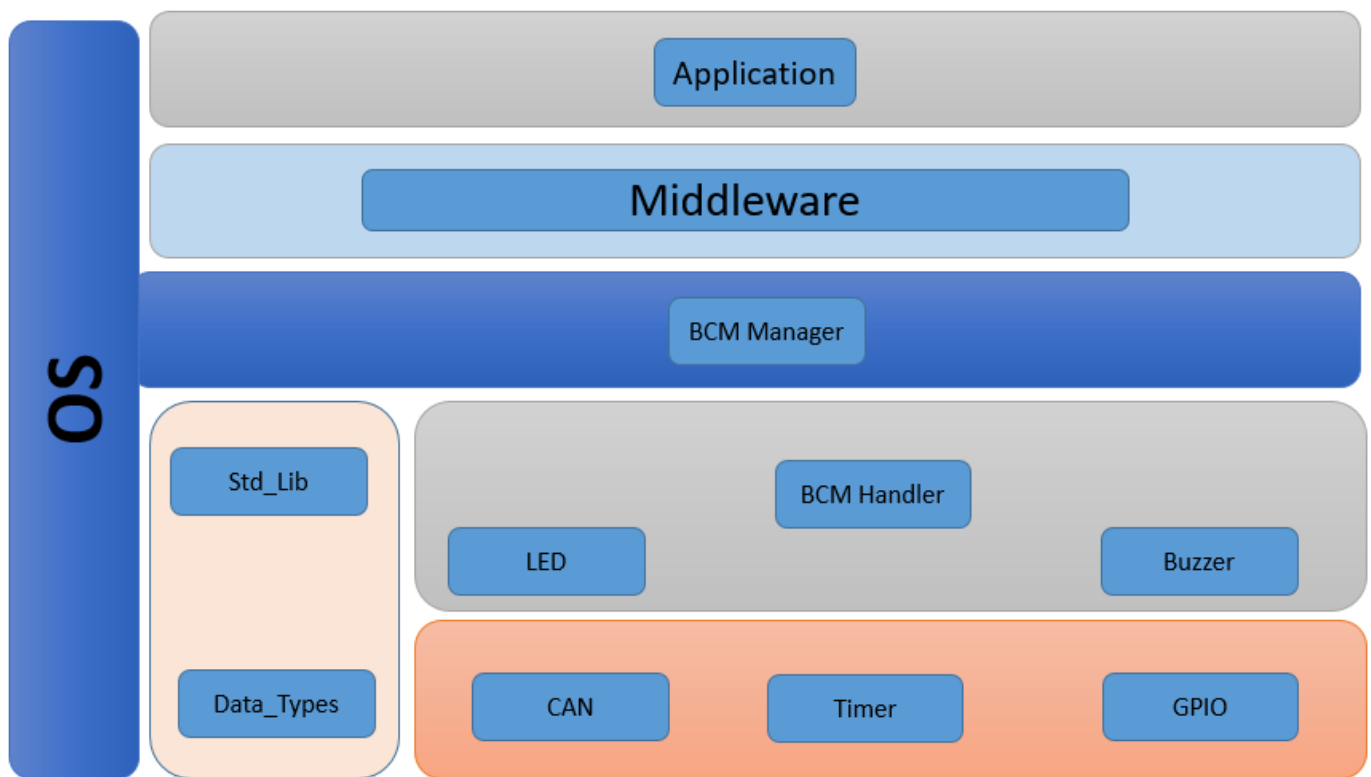 OS
Application
Middleware
BCM Manager
Std_Lib
BCM Handler
LED
Buzzer
Data_Types
CAN
Timer
GPIO